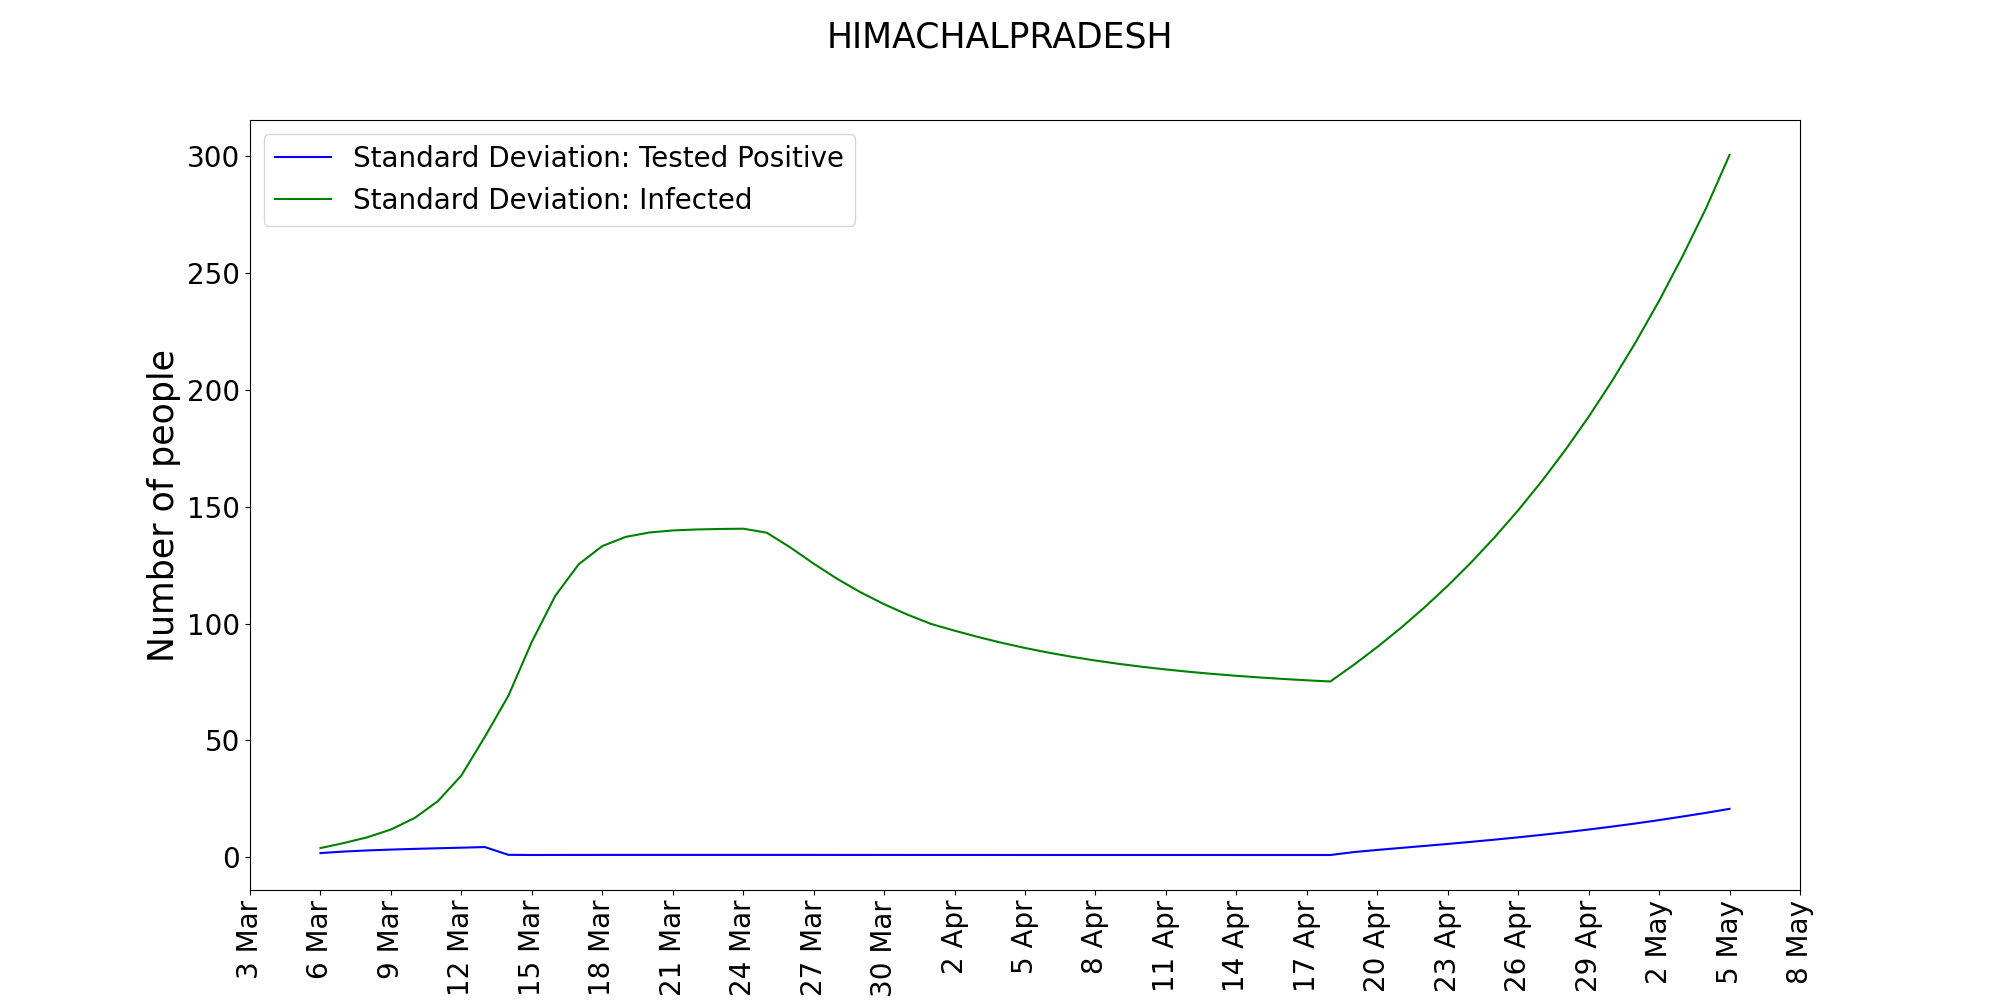 HIMACHALPRADESH
Standard Deviation: Tested Positive
Standard Deviation: Infected
Number of people
300
250
200
150
100
50
0
3 Mar
6 Mar
9 Mar
12 Mar
15 Mar
18 Mar
21 Mar
24 Mar
27 Mar
30 Mar
2 Apr
5 Apr
8 Apr
11 Apr
14 Apr
17 Apr
20 Apr
23 Apr
26 Apr
29 Apr
2 May
5 May
8 May